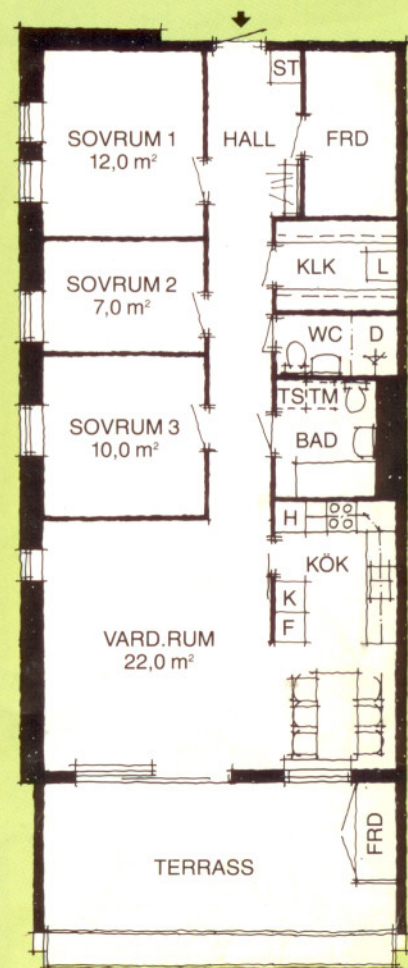 ST
SOVRUM 1
12,0 m²
HALL
FRD
SOVRUM 2
7,0 m²
KLK
L
WC
D
TS TM
SOVRUM 3
10,0 m²
BAD
H
KÖK
K
F
VARD.RUM
22,0 m²
TERRASS
FRD